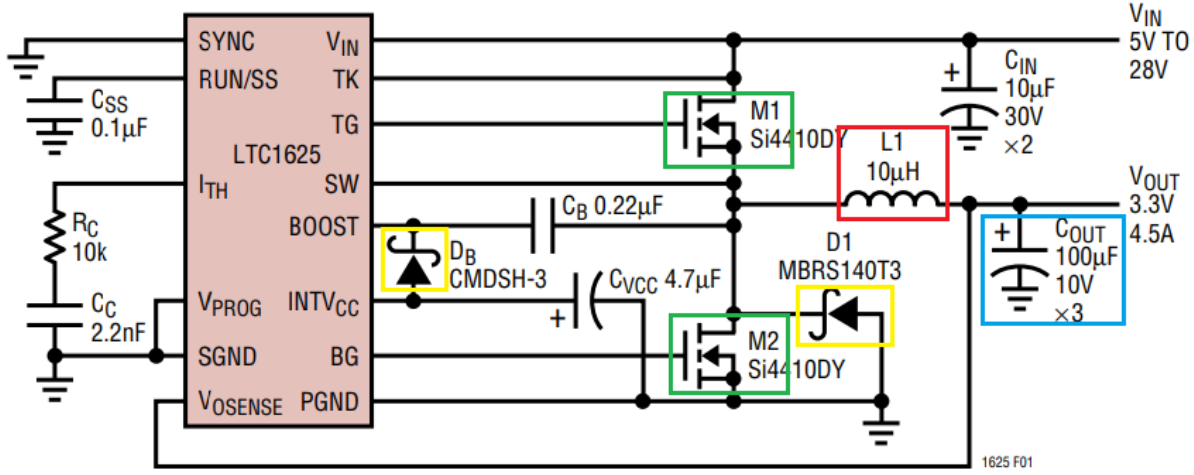 SYNC
RUN/SS
LTC1625
ITH
BOOST
VPROG
SGND
VOSENSE
VIN
TK
TG
SW
INTVCC
BG
PGND
CSS
0.1µF
RC
10k
CC
2.2nF
DB
CMDSH-3
CB 0.22µF
CVCC 4.7µF
M1
Si4410DY
M2
Si4410DY
L1
10µH
D1
MBRS140T3
CIN
10µF
30V
×2
VIN
5V TO
28V
VOUT
3.3V
4.5A
COUT
100µF
10V
×3
+
+
+
1625 F01